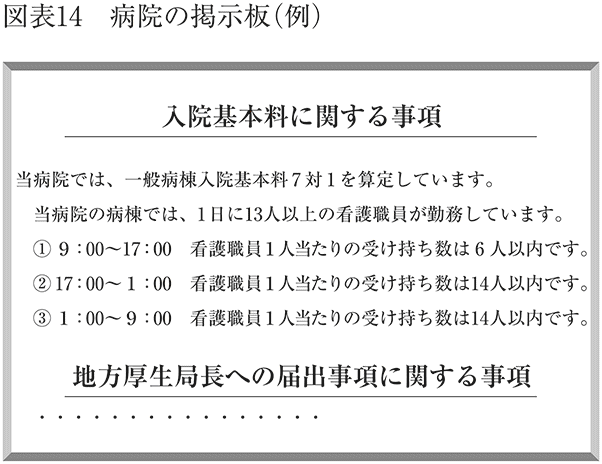 図表14　病院の掲示板（例）
入院基本料に関する事項
当病院では、一般病棟入院基本料７対１を算定しています。
当病院の病棟では、1日に13人以上の看護職員が勤務しています。
① 9：00～17：00　看護職員１人当たりの受け持ち数は６人以内です。
② 17：00～ 1：00　看護職員１人当たりの受け持ち数は14人以内です。
③ 1：00～ 9：00　看護職員１人当たりの受け持ち数は14人以内です。
地方厚生局長への届出事項に関する事項
・・・・・・・・・・・・・・・・